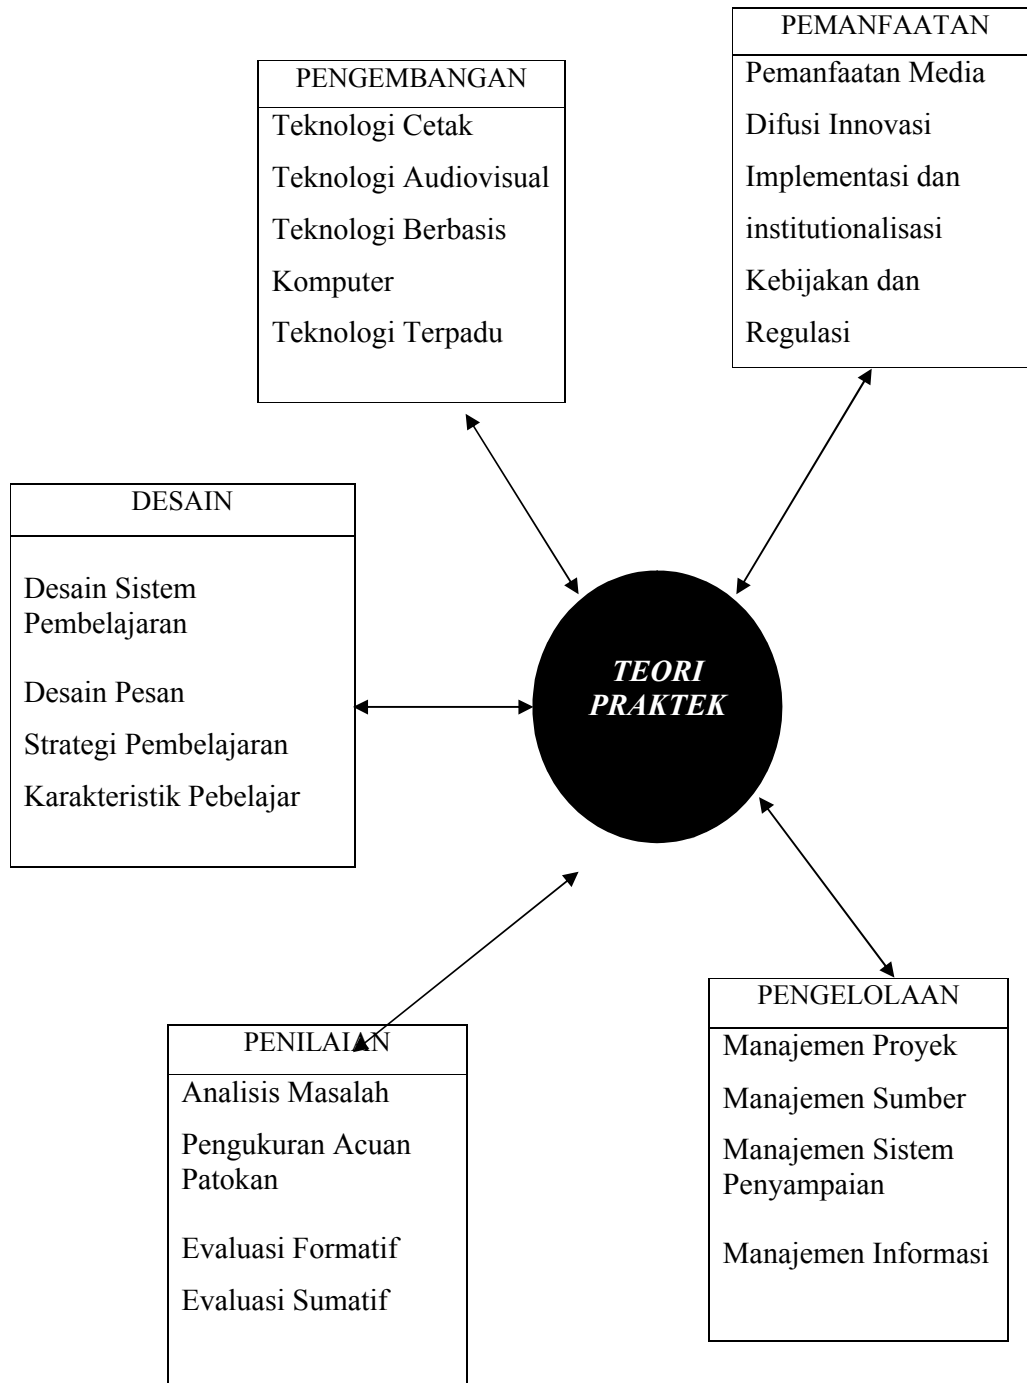 PEMANFAATAN
Pemanfaatan Media
Difusi Innovasi
Implementasi dan
institutionalisasi
Kebijakan dan
Regulasi
PENGEMBANGAN
Teknologi Cetak
Teknologi Audiovisual
Teknologi Berbasis
Komputer
Teknologi Terpadu
DESAIN
Desain Sistem
Pembelajaran
Desain Pesan
Strategi Pembelajaran
Karakteristik Pebelajar
TEORI
PRAKTEK
PENILAIAN
Analisis Masalah
Pengukuran Acuan
Patokan
Evaluasi Formatif
Evaluasi Sumatif
PENGELOLAAN
Manajemen Proyek
Manajemen Sumber
Manajemen Sistem
Penyampaian
Manajemen Informasi